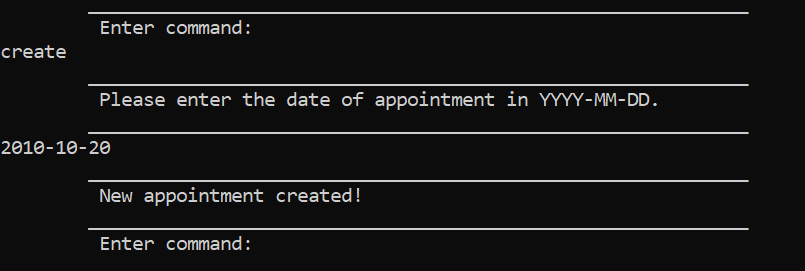 Enter command:
create
Please enter the date of appointment in YYYY-MM-DD.
2010-10-20
New appointment created!
Enter command: